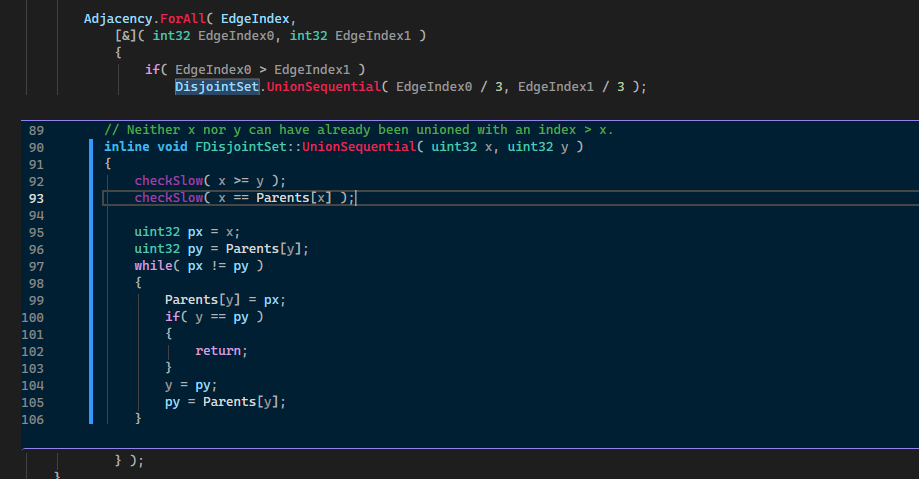 Adjacency.ForAll( EdgeIndex,
[&]( int32 EdgeIndex0, int32 EdgeIndex1 )
{
if( EdgeIndex0 > EdgeIndex1 )
DisjointSet.UnionSequential( EdgeIndex0 / 3, EdgeIndex1 / 3 );
89 // Neither x nor y can have already been unioned with an index > x.
90 inline void FDisjointSet::UnionSequential( uint32 x, uint32 y )
91 {
92 checkSlow( x >= y );
93 checkSlow( x == Parents[x] );
94
95 uint32 px = x;
96 uint32 py = Parents[y];
97 while( px != py )
98 {
99 Parents[y] = px;
100 if( y == py )
101 {
102 return;
103 }
104 y = py;
105 py = Parents[y];
106 }
} );
}